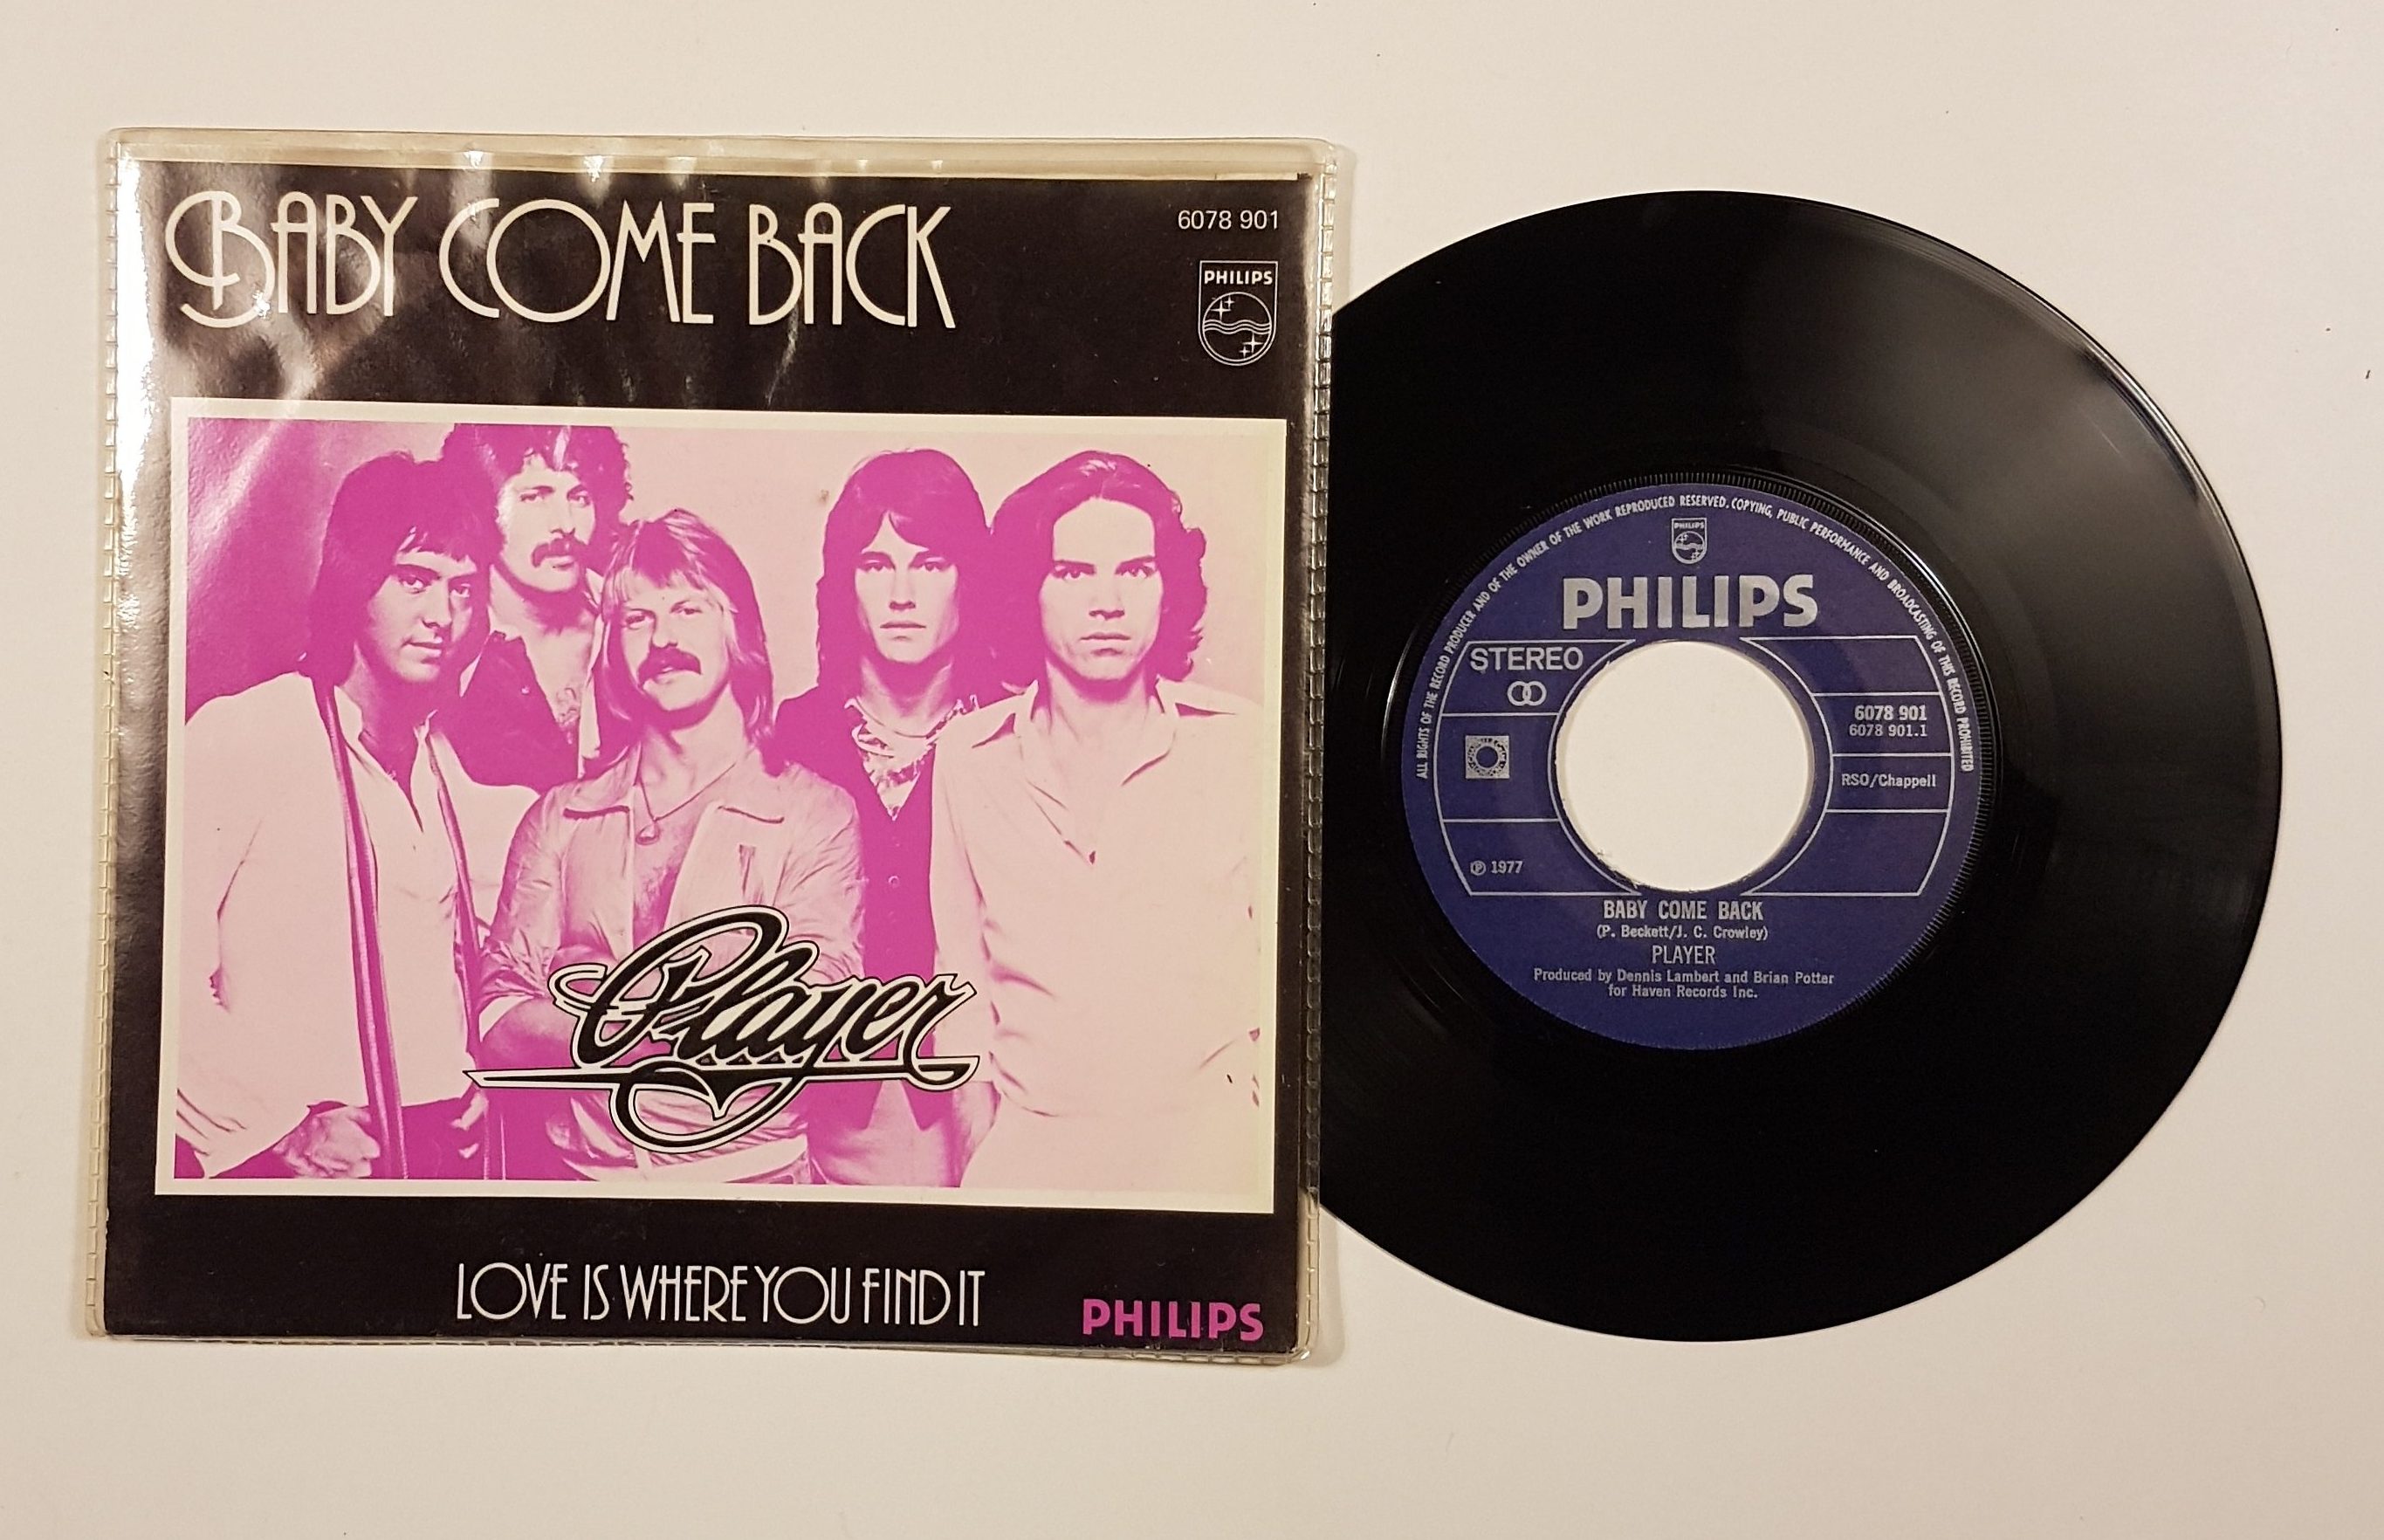 BABY COME BACK
6078 901
PHILIPS
Player
LOVE IS WHERE YOU FIND IT
PHILIPS
ALL RIGHTS OF THE RECORD PRODUCER AND OF THE OWNER OF THE WORK REPRODUCED RESERVED. COPYING, PUBLIC PERFORMANCE AND BROADCASTING OF THIS RECORD PROHIBITED
PHILIPS
PHILIPS
STEREO
6078 901
6078 901.1
RSO/Chappell
Ⓟ 1977
BABY COME BACK
(P. Beckett/J. C. Crowley)
PLAYER
Produced by Dennis Lambert and Brian Potter
for Haven Records Inc.